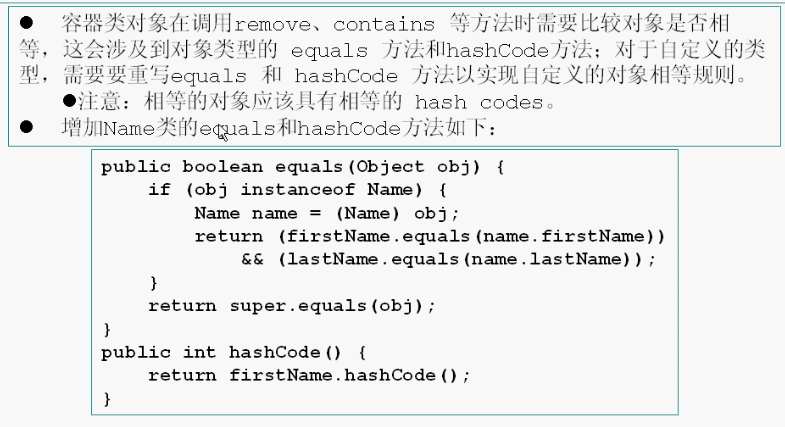 ● 容器类对象在调用remove、contains 等方法时需要比较对象是否相
等，这会涉及到对象类型的 equals 方法和hashCode方法；对于自定义的类
型，需要要重写equals 和 hashCode 方法以实现自定义的对象相等规则。
●注意：相等的对象应该具有相等的 hash codes。
● 增加Name类的equals和hashCode方法如下：
public boolean equals(Object obj) {
    if (obj instanceof Name) {
        Name name = (Name) obj;
        return (firstName.equals(name.firstName))
            && (lastName.equals(name.lastName));
    }
    return super.equals(obj);
}
public int hashCode() {
    return firstName.hashCode();
}